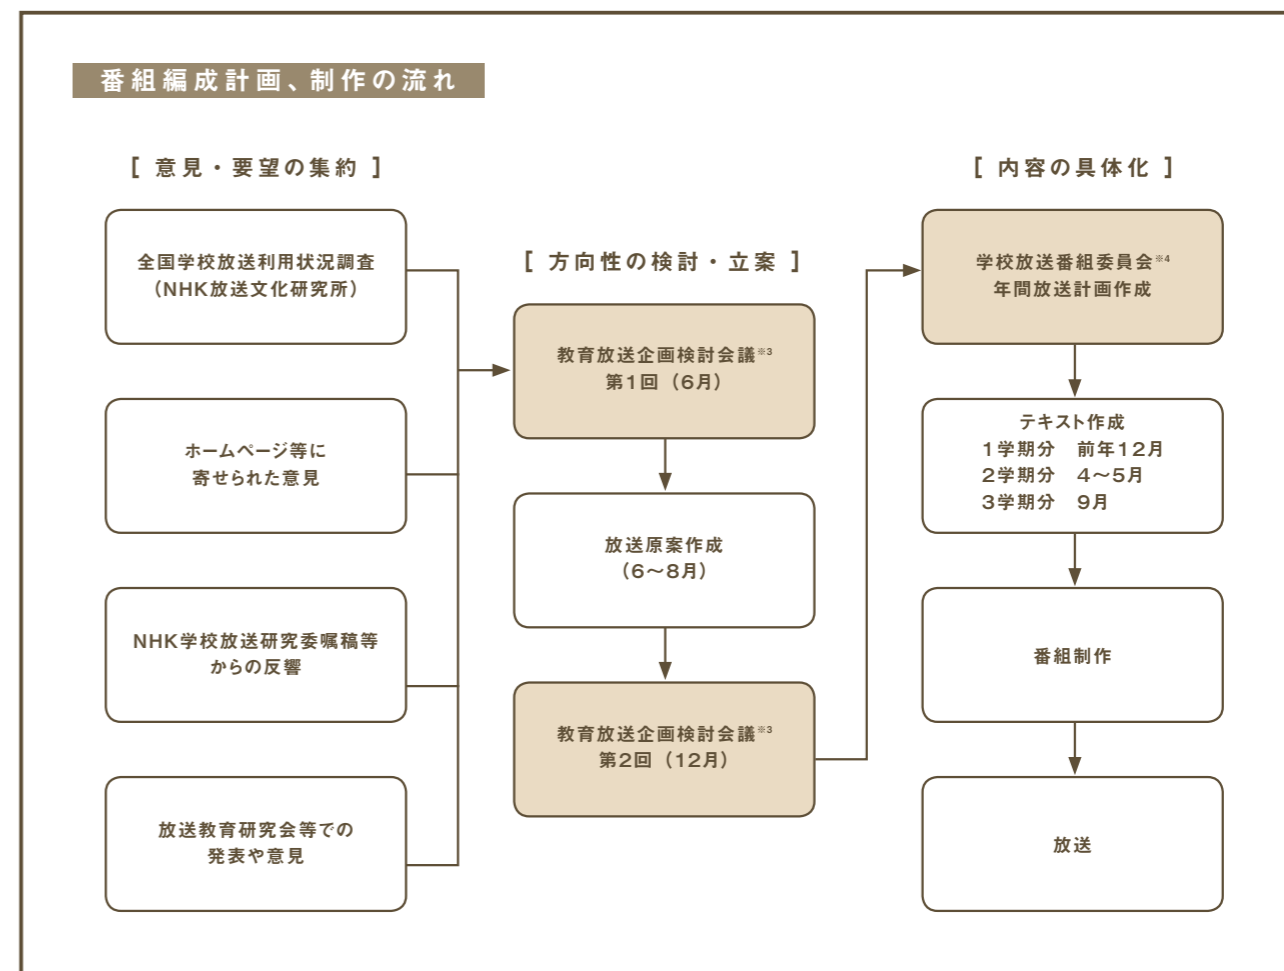 番組編成計画、制作の流れ
[ 意見・要望の集約 ]
全国学校放送利用状況調査
（NHK放送文化研究所）
ホームページ等に
寄せられた意見
NHK学校放送研究委嘱稿等
からの反響
放送教育研究会等での
発表や意見
[ 方向性の検討・立案 ]
教育放送企画検討会議※3
第1回（6月）
放送原案作成
（6〜8月）
教育放送企画検討会議※3
第2回（12月）
[ 内容の具体化 ]
学校放送番組委員会※4
年間放送計画作成
テキスト作成
1学期分　前年12月
2学期分　4〜5月
3学期分　9月
番組制作
放送